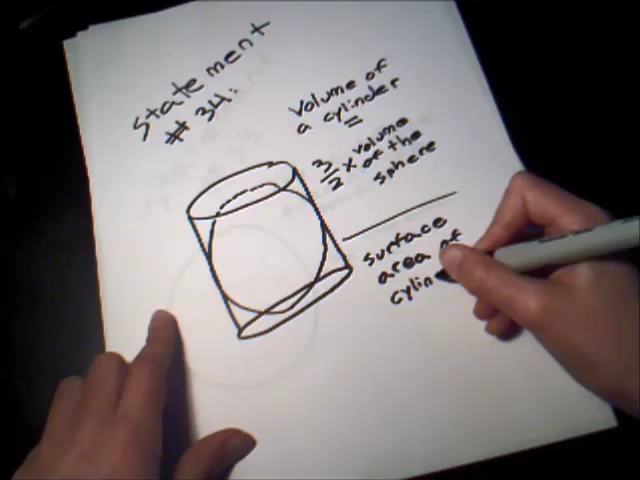 Statement
# 34:
Volume of
a cylinder
=
3/2 x volume
of the
sphere
surface
area of
cylin